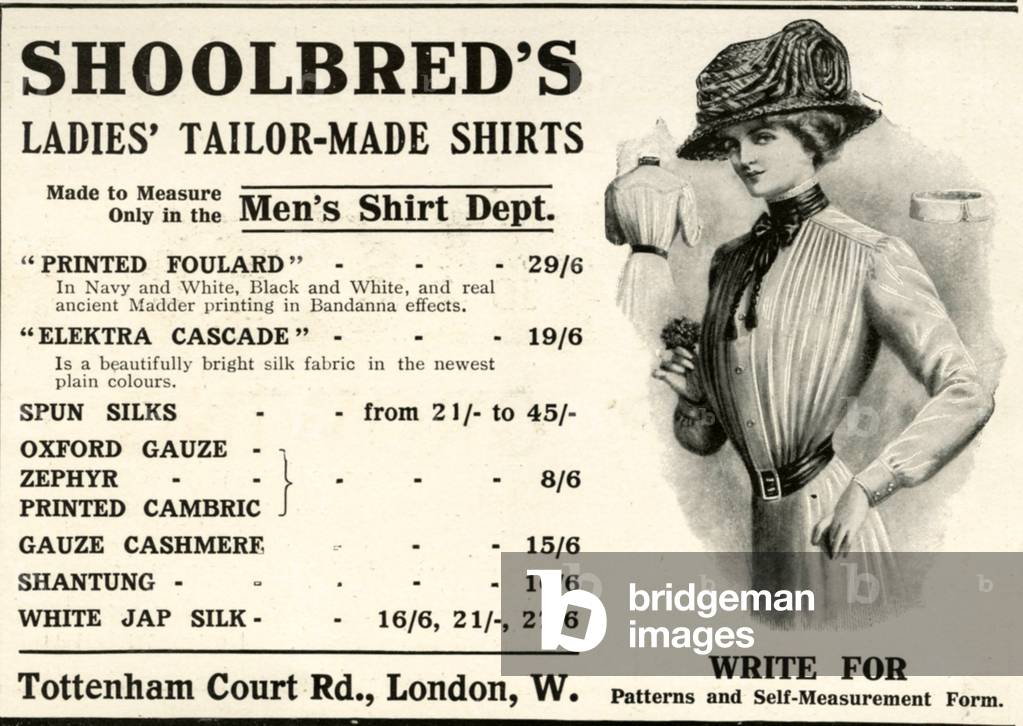 SHOOLBRED'S
LADIES' TAILOR-MADE SHIRTS
Made to Measure
Only in the Men's Shirt Dept.
"PRINTED FOULARD" - - - 29/6
In Navy and White, Black and White, and real
ancient Madder printing in Bandanna effects.
"ELEKTRA CASCADE" - - - 19/6
Is a beautifully bright silk fabric in the newest
plain colours.
SPUN SILKS - - from 21/- to 45/-
OXFORD GAUZE -
ZEPHYR - - - - - 8/6
PRINTED CAMBRIC
GAUZE CASHMERE - - - 15/6
SHANTUNG - - - - -
WHITE JAP SILK - - 16/6, 21/-,
Tottenham Court Rd., London, W.
WRITE FOR
Patterns and Self-Measurement Form.
b bridgeman
images